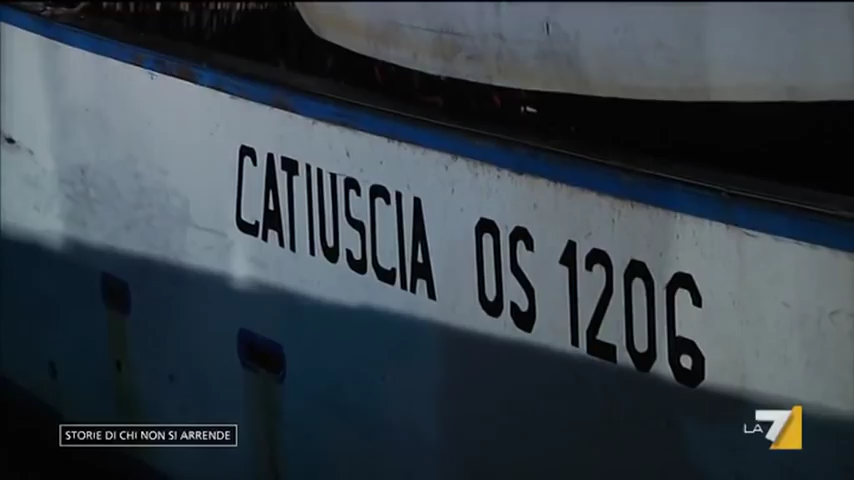 CATIUSCIA OS 1206
STORIE DI CHI NON SI ARRENDE
LA7